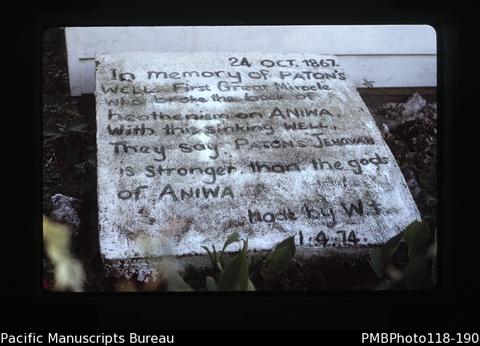 24 OCT. 1867.
In memory of PATON'S
WELL. First Great Miracle
who broke the back of
heathenism on ANIWA.
With this sinking WELL.
They say PATON'S JEHOVAH
is stronger than the gods
of ANIWA
Made by W.
1.4.74.
Pacific Manuscripts Bureau
PMBPhoto118-190